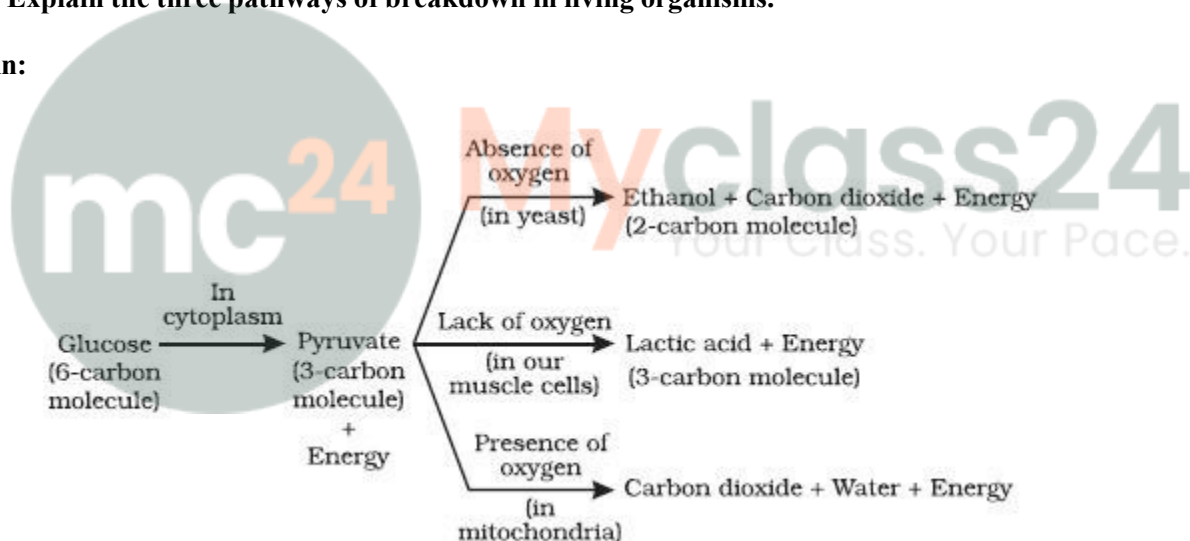 Explain the three pathways of breakdown in living organisms.
n:
mc24
Myclass24
Your Class. Your Pace.
Absence of
oxygen
(in yeast)
Ethanol + Carbon dioxide + Energy
(2-carbon molecule)
In
cytoplasm
Glucose
(6-carbon
molecule)
Pyruvate
(3-carbon
molecule)
+
Energy
Lack of oxygen
(in our
muscle cells)
Lactic acid + Energy
(3-carbon molecule)
Presence of
oxygen
(in
mitochondria)
Carbon dioxide + Water + Energy